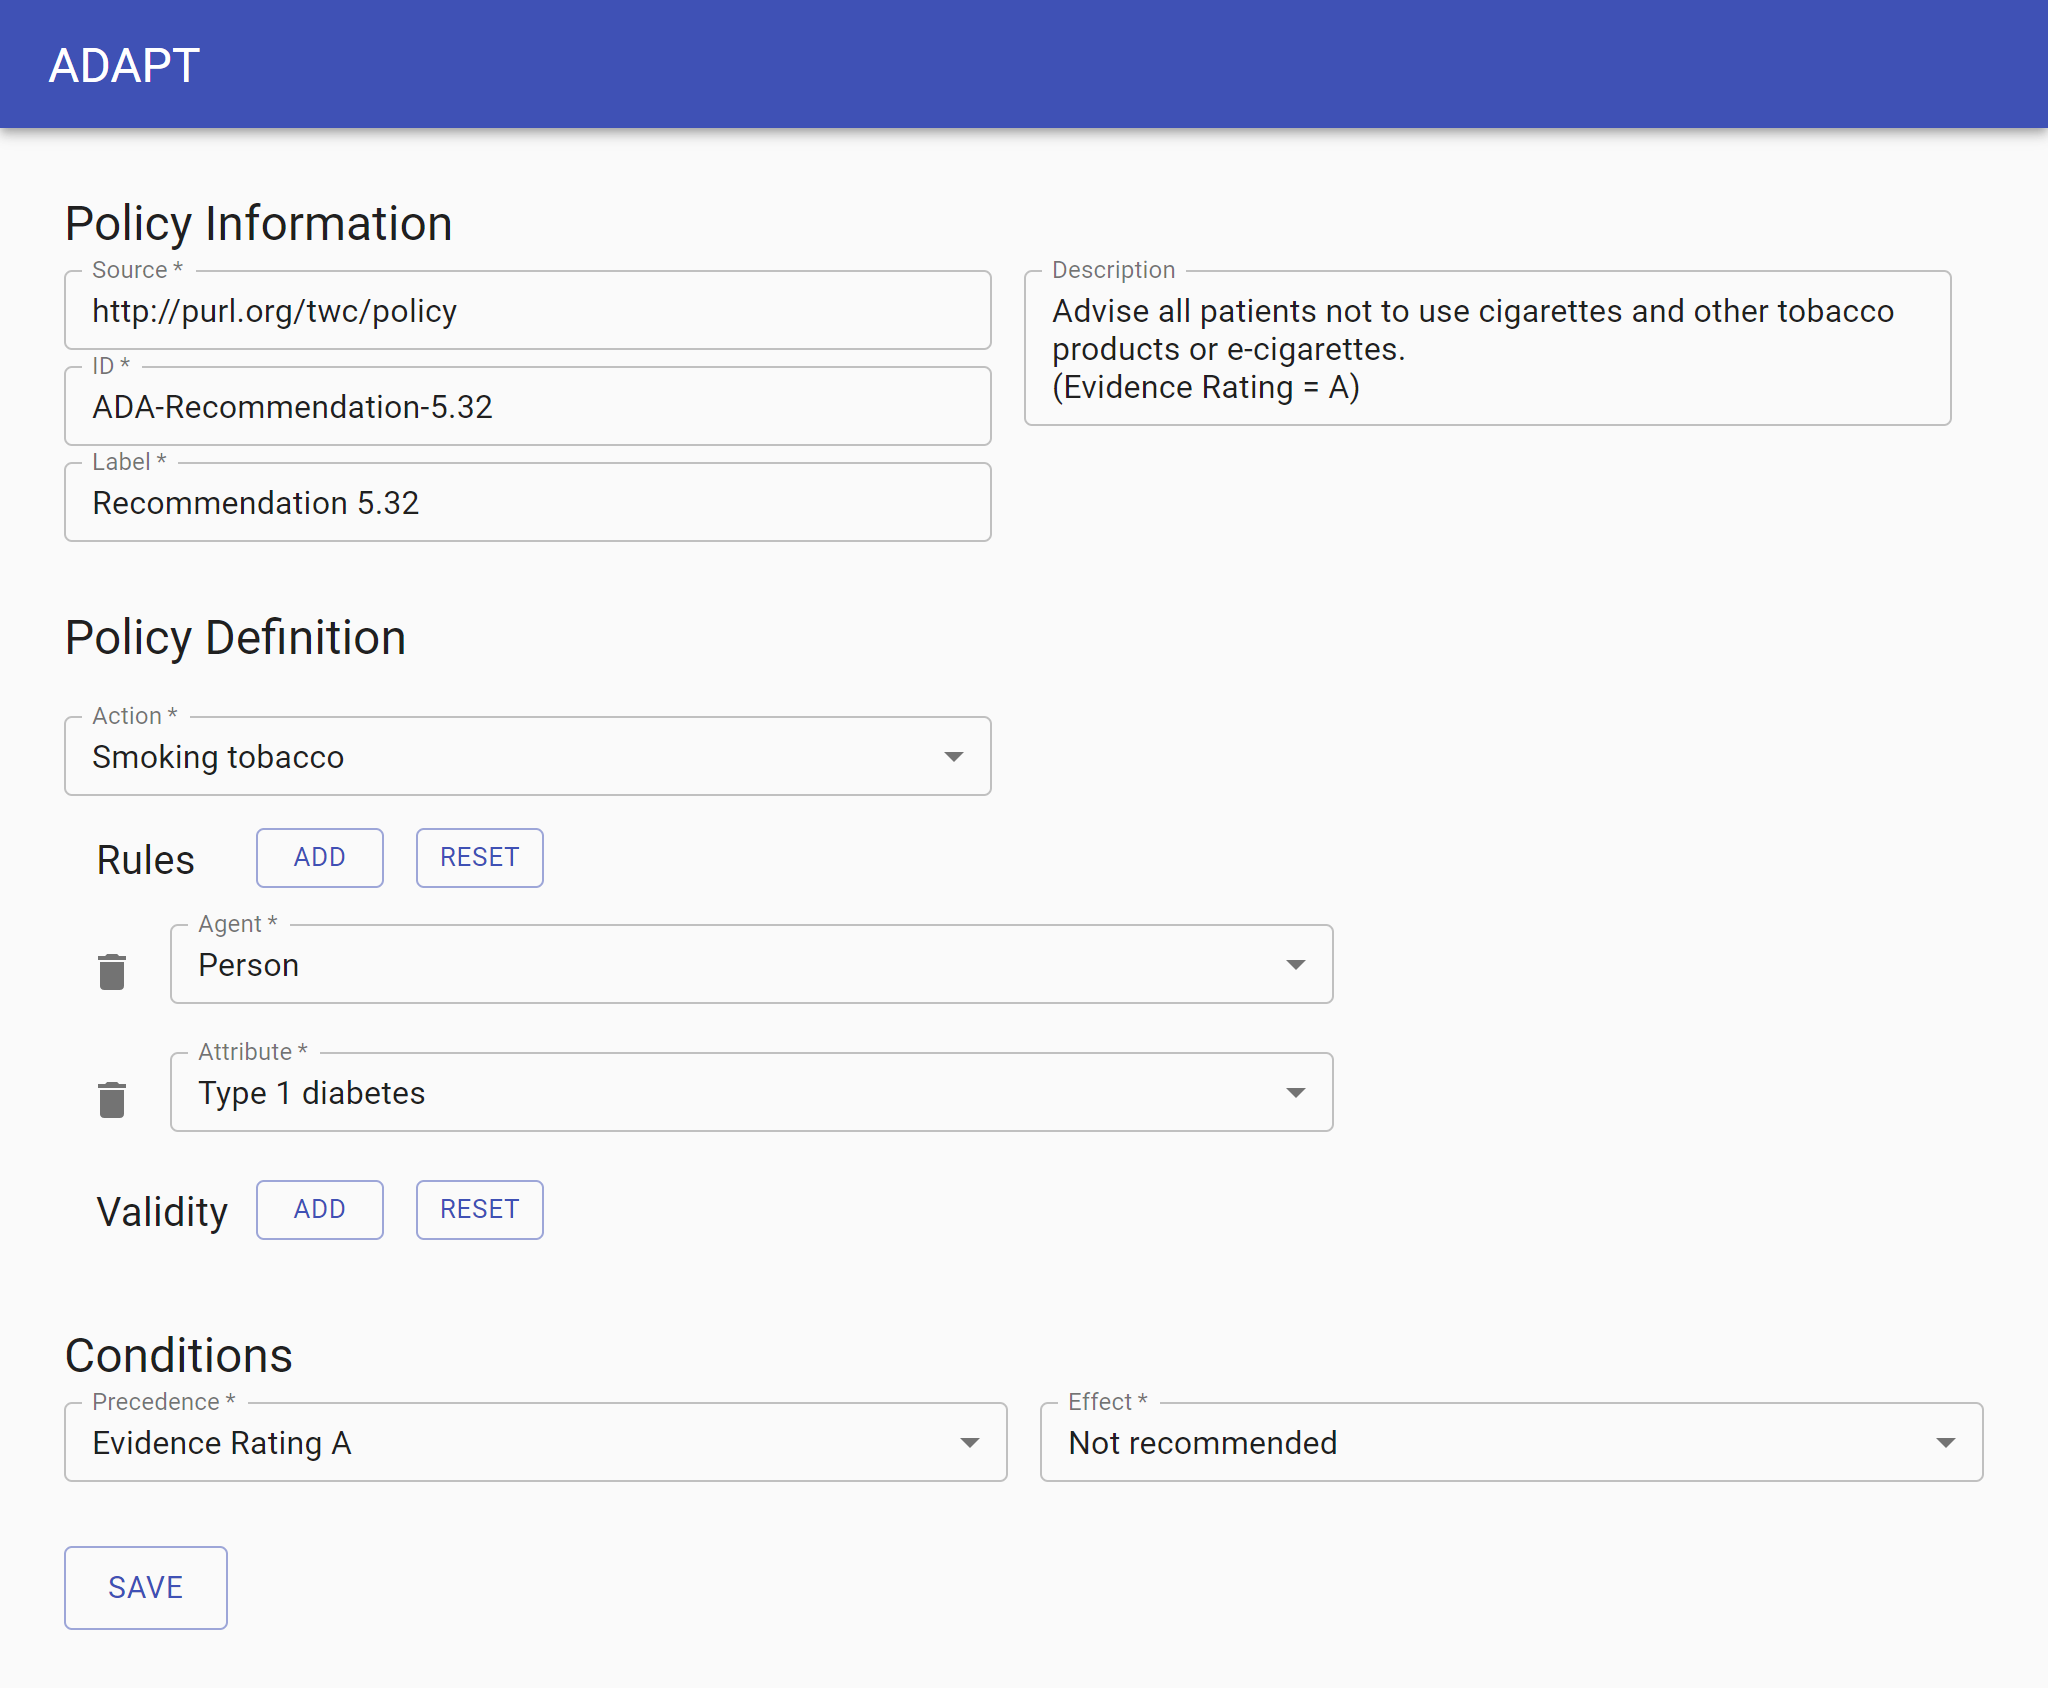 ADAPT
Policy Information
Source *
http://purl.org/twc/policy
ID *
ADA-Recommendation-5.32
Label *
Recommendation 5.32
Description
Advise all patients not to use cigarettes and other tobacco
products or e-cigarettes.
(Evidence Rating = A)
Policy Definition
Action *
Smoking tobacco
Rules ADD RESET
Agent *
Person
Attribute *
Type 1 diabetes
Validity ADD RESET
Conditions
Precedence *
Evidence Rating A
Effect *
Not recommended
SAVE